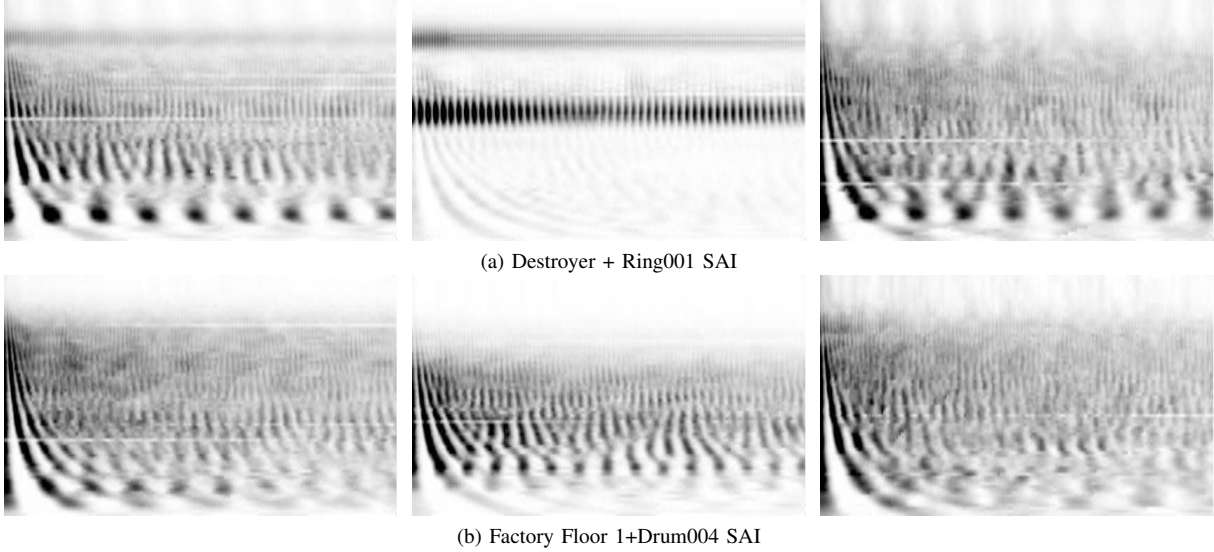 (a) Destroyer + Ring001 SAI
(b) Factory Floor 1+Drum004 SAI